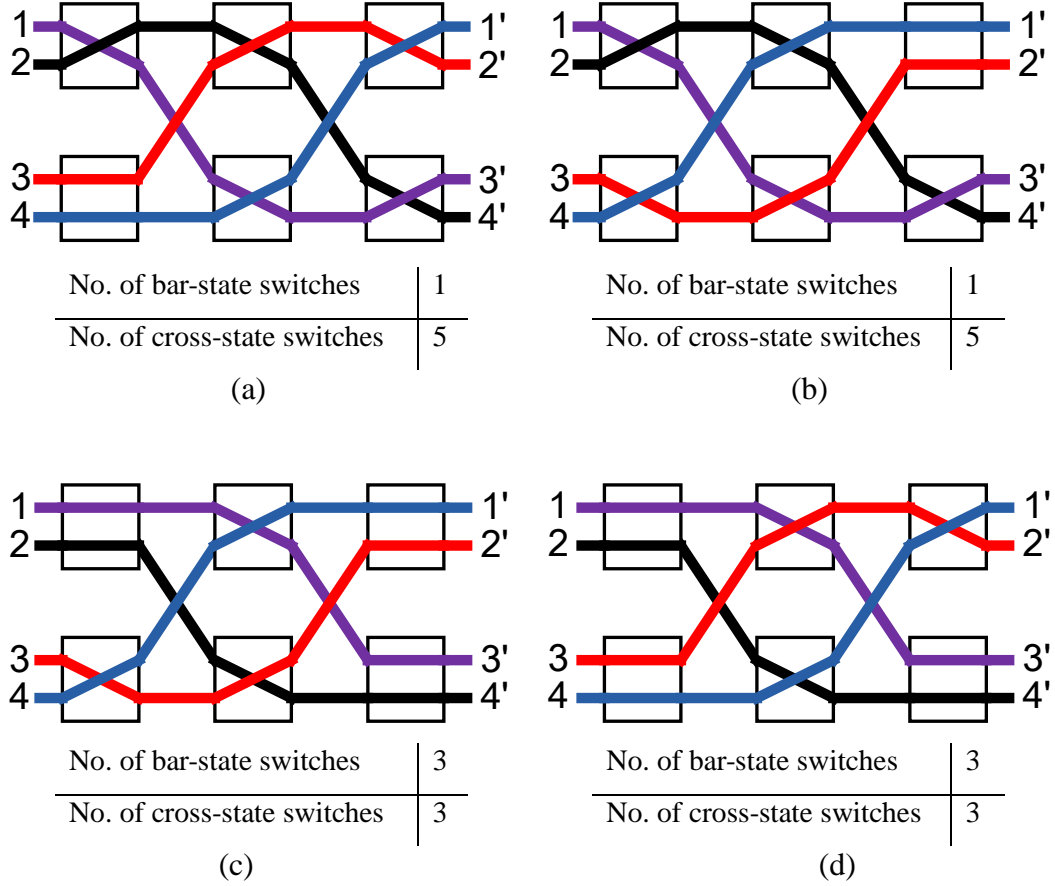 1 1' 1 1'
2 2' 2 2'
3 3' 3 3'
4 4' 4 4'
No. of bar-state switches 1 No. of bar-state switches 1
No. of cross-state switches 5 No. of cross-state switches 5
(a) (b)
1 1' 1 1'
2 2' 2 2'
3 3' 3 3'
4 4' 4 4'
No. of bar-state switches 3 No. of bar-state switches 3
No. of cross-state switches 3 No. of cross-state switches 3
(c) (d)